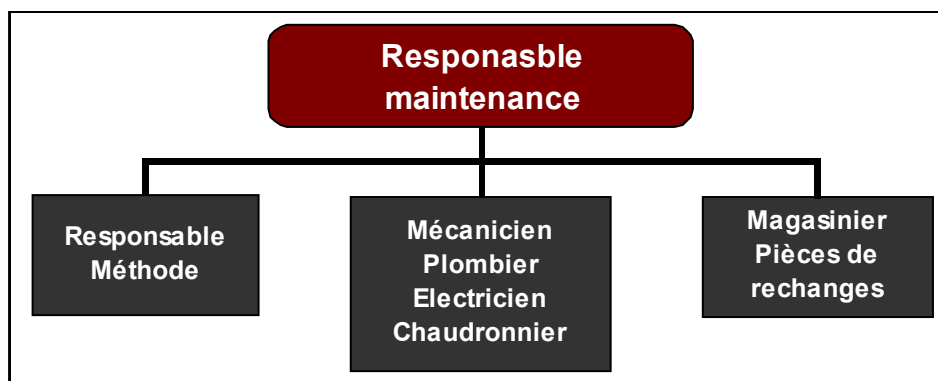 Responasble
maintenance
Responsable
Méthode
Mécanicien
Plombier
Electricien
Chaudronnier
Magasinier
Pièces de
rechanges